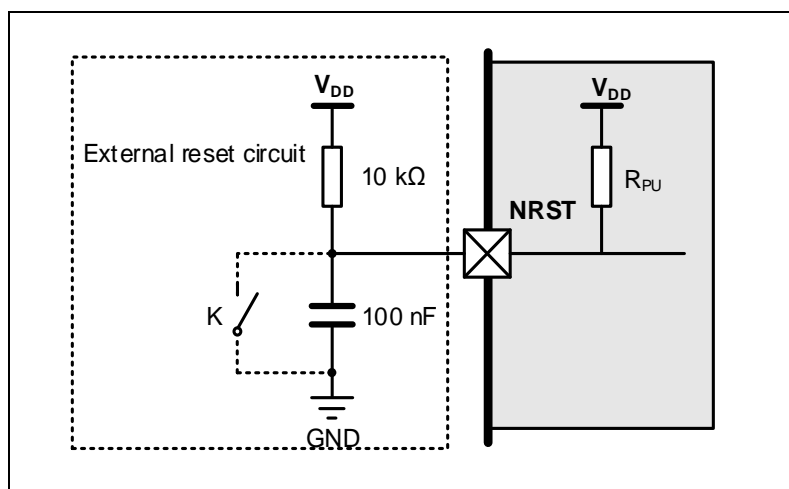 V_DD
V_DD
External reset circuit
10 kΩ
R_PU
NRST
K
100 nF
GND